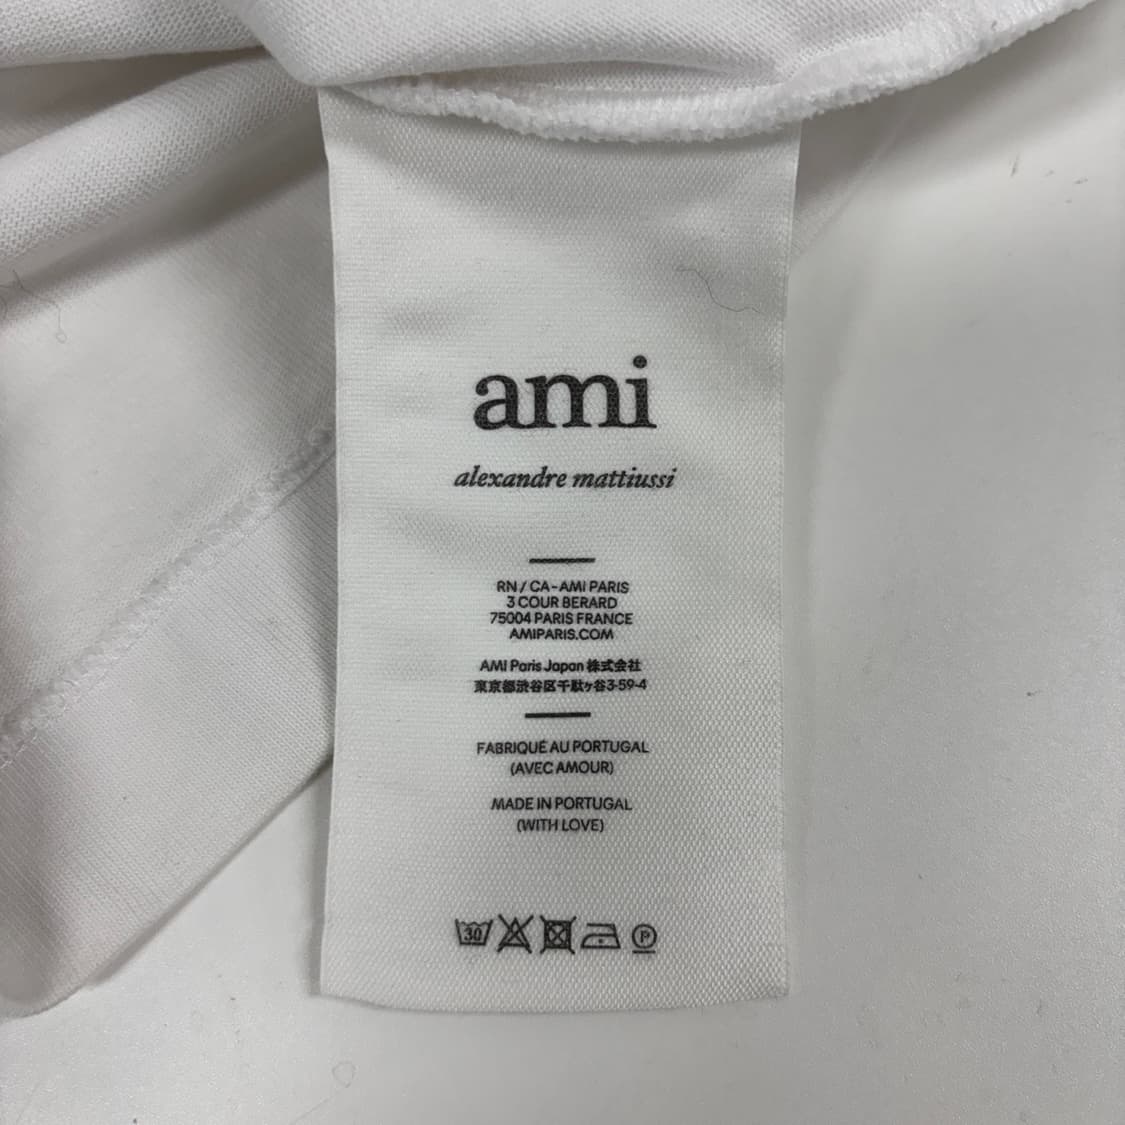 ami
alexandre mattiussi
RN / CA-AMI PARIS
3 COUR BERARD
75004 PARIS FRANCE
AMIPARIS.COM
AMI Paris Japan 株式会社
東京都渋谷区千駄ヶ谷3-59-4
FABRIQUÉ AU PORTUGAL
(AVEC AMOUR)
MADE IN PORTUGAL
(WITH LOVE)
30 P